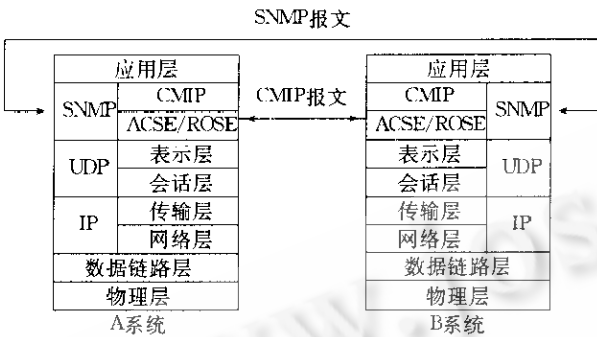 SNMP报文
应用层
SNMP
CMIP
ACSE/ROSE
UDP
表示层
会话层
IP
传输层
网络层
数据链路层
物理层
A系统
CMIP报文
应用层
CMIP
ACSE/ROSE
SNMP
表示层
会话层
UDP
传输层
网络层
IP
数据链路层
物理层
B系统